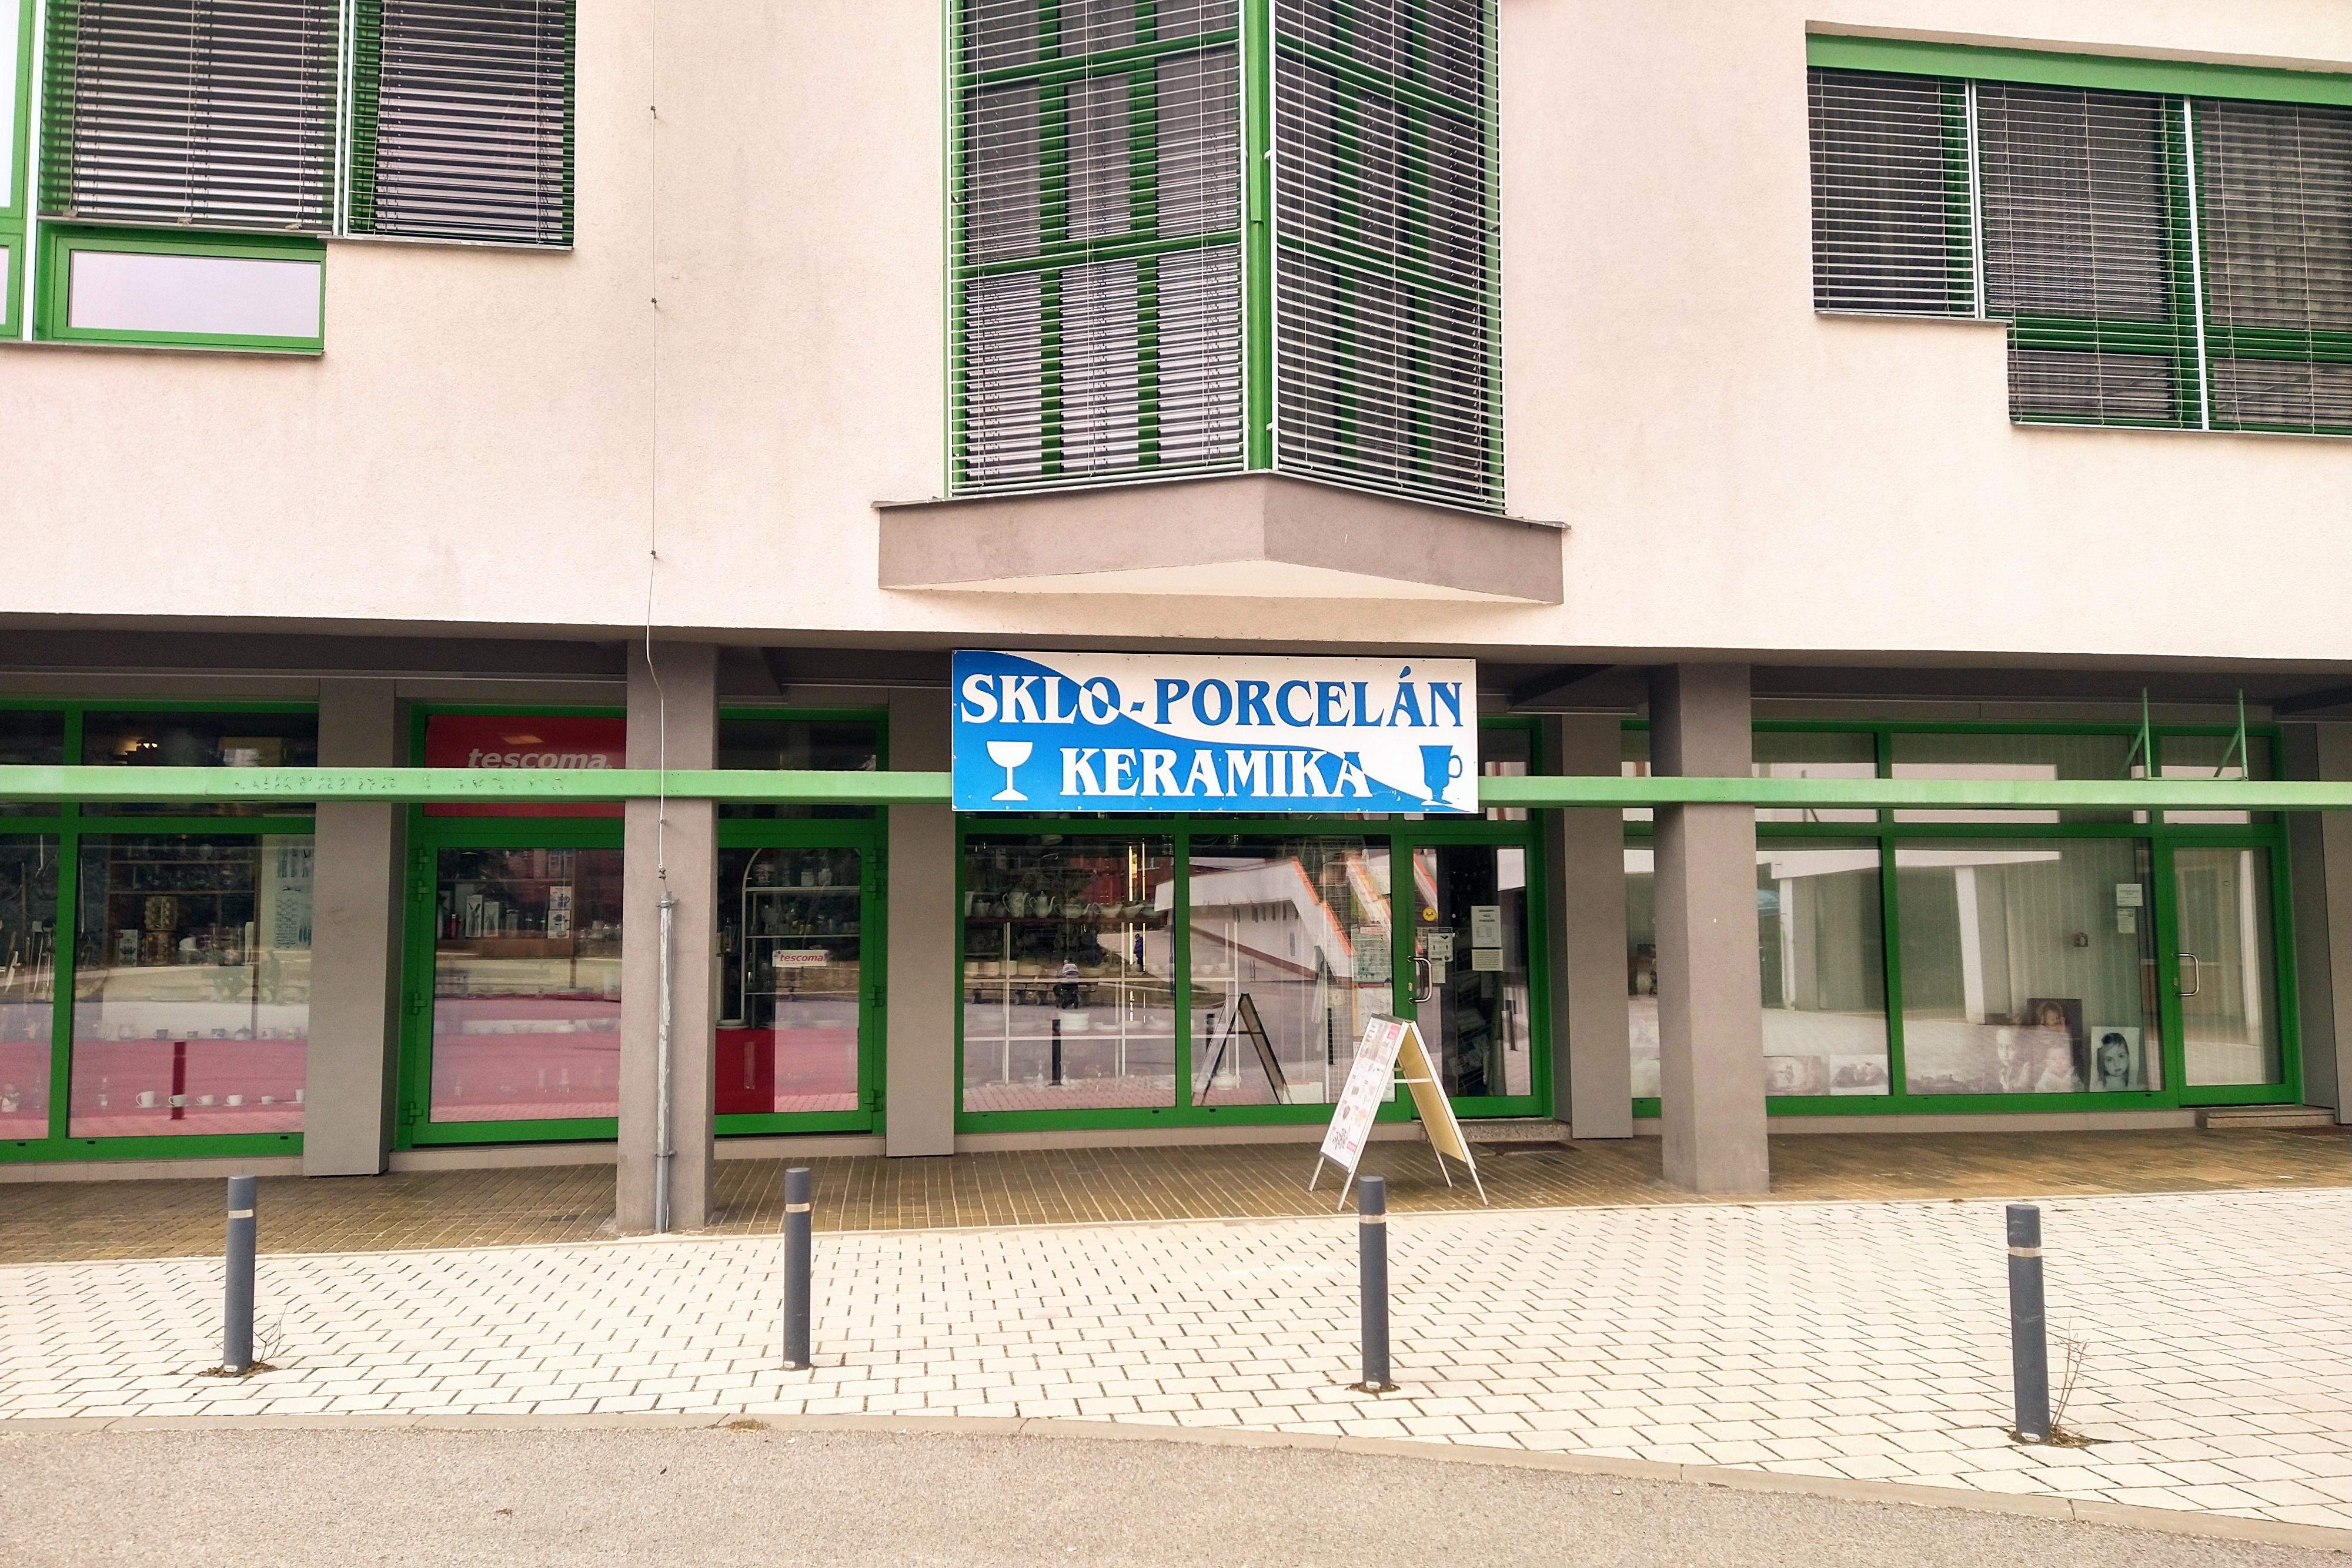 SKLO - PORCELÁN
KERAMIKA
tescoma
tescoma